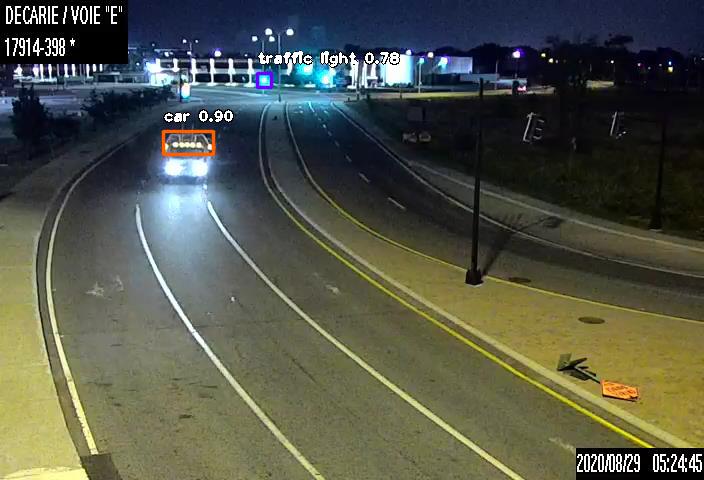 DECARIE / VOIE "E"
17914-398 *
traffic light 0.78
car 0.90
2020/08/29 05:24:45